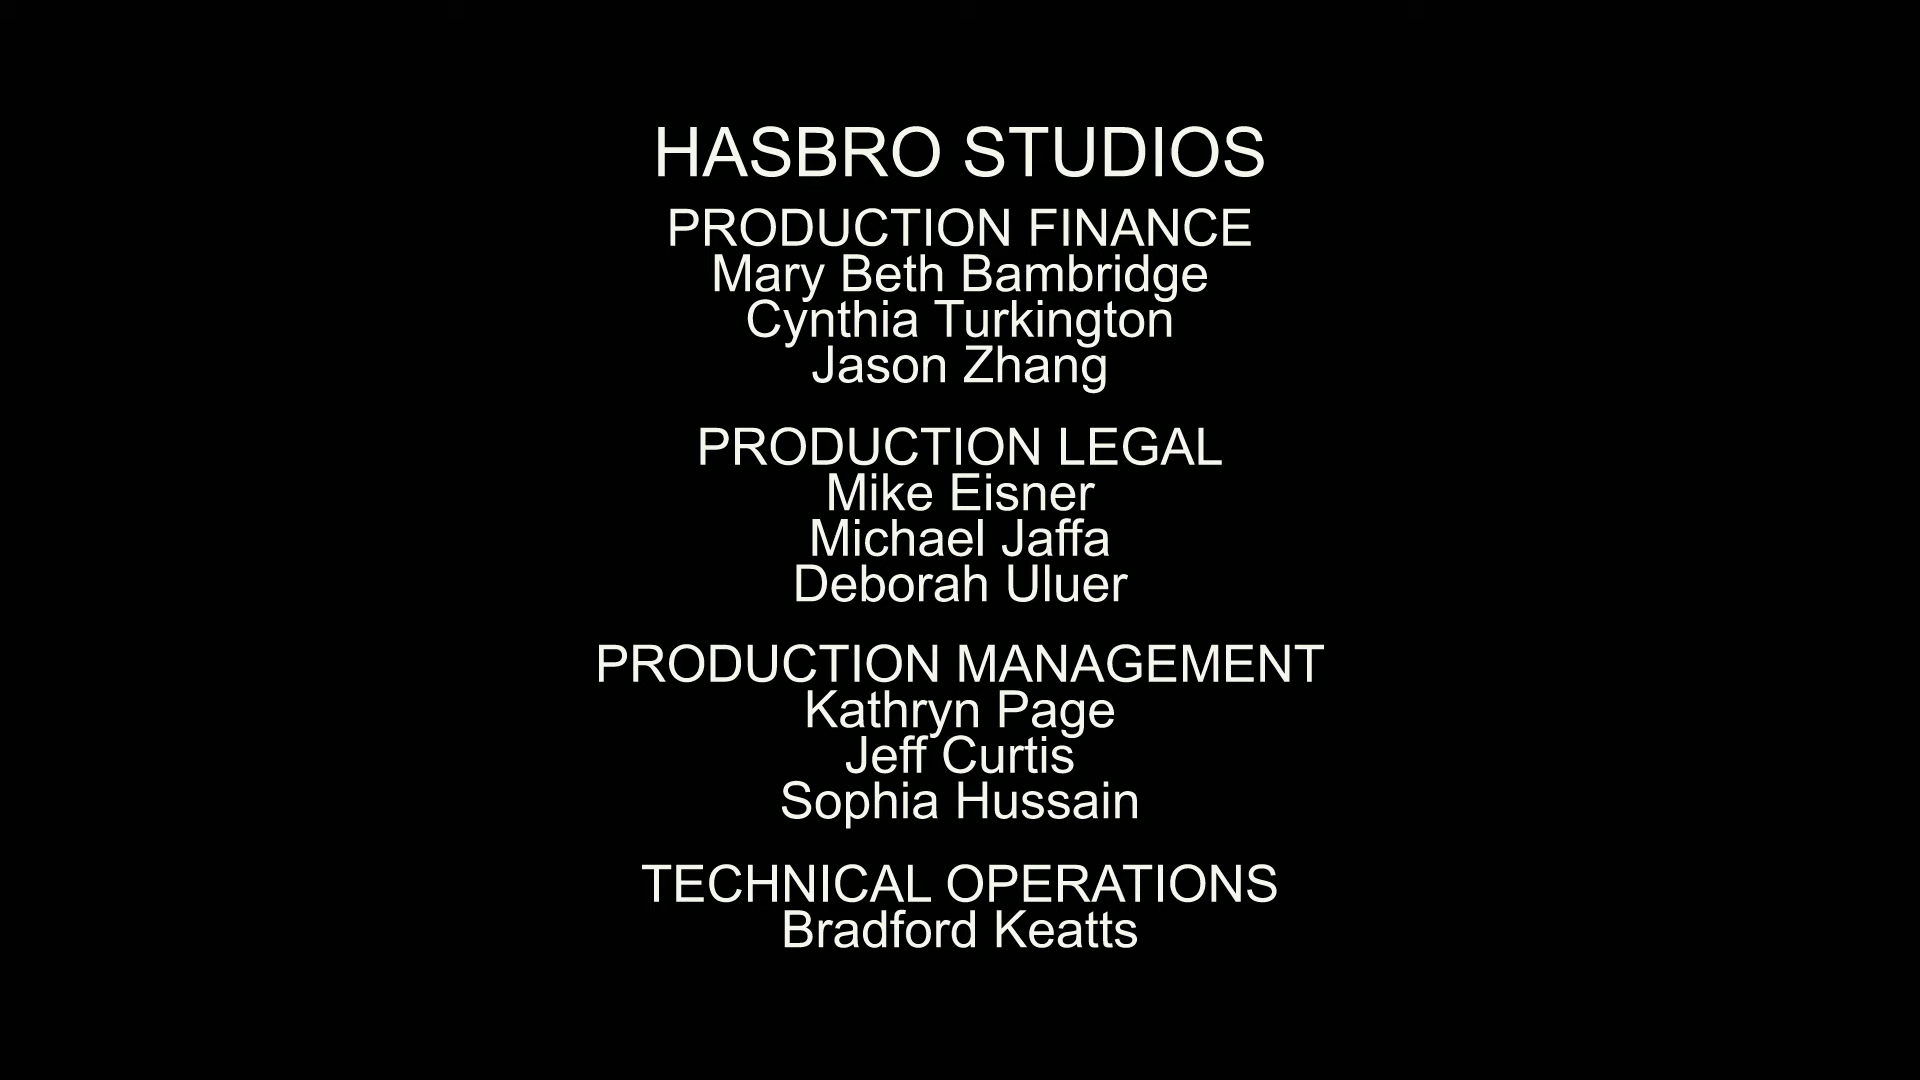 HASBRO STUDIOS
PRODUCTION FINANCE
Mary Beth Bambridge
Cynthia Turkington
Jason Zhang
PRODUCTION LEGAL
Mike Eisner
Michael Jaffa
Deborah Uluer
PRODUCTION MANAGEMENT
Kathryn Page
Jeff Curtis
Sophia Hussain
TECHNICAL OPERATIONS
Bradford Keatts